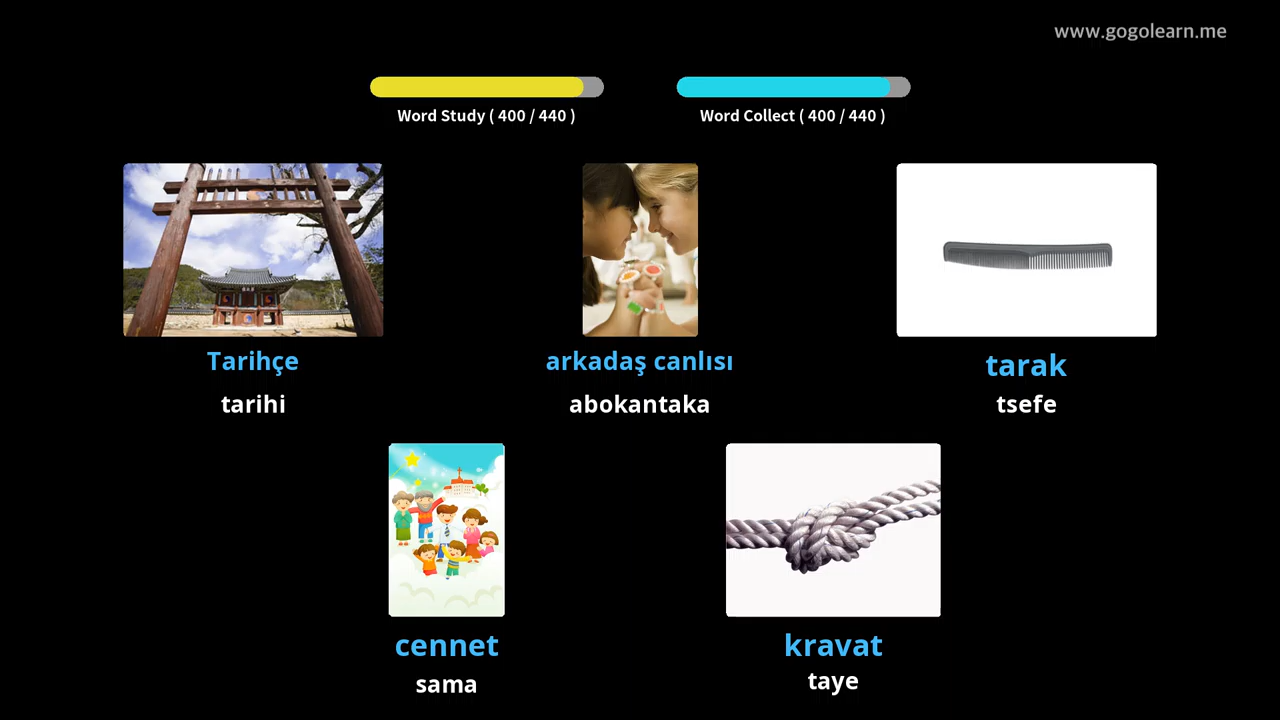 www.gogolearn.me
Word Study ( 400 / 440 )
Word Collect ( 400 / 440 )
Tarihçe
tarihi
arkadaş canlısı
abokantaka
tarak
tsefe
cennet
sama
kravat
taye